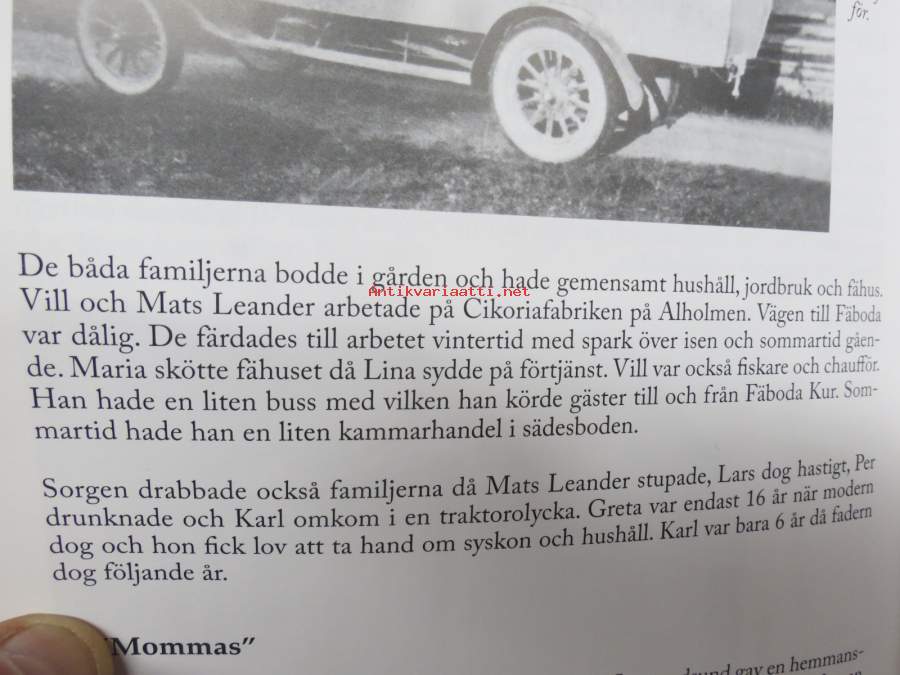 för.
De båda familjerna bodde i gården och hade gemensamt hushåll, jordbruk och fähus.
Antikvariaatti.net
Vill och Mats Leander arbetade på Cikoriafabriken på Alholmen. Vägen till Fäboda
var dålig. De färdades till arbetet vintertid med spark över isen och sommartid gåen-
de. Maria skötte fähuset då Lina sydde på förtjänst. Vill var också fiskare och chaufför.
Han hade en liten buss med vilken han körde gäster till och från Fäboda Kur. Som-
martid hade han en liten kammarhandel i sädesboden.
Sorgen drabbade också familjerna då Mats Leander stupade, Lars dog hastigt, Per
drunknade och Karl omkom i en traktorolycka. Greta var endast 16 år när modern
dog och hon fick lov att ta hand om syskon och hushåll. Karl var bara 6 år då fadern
dog följande år.
"Mommas"
gav en hemmans-